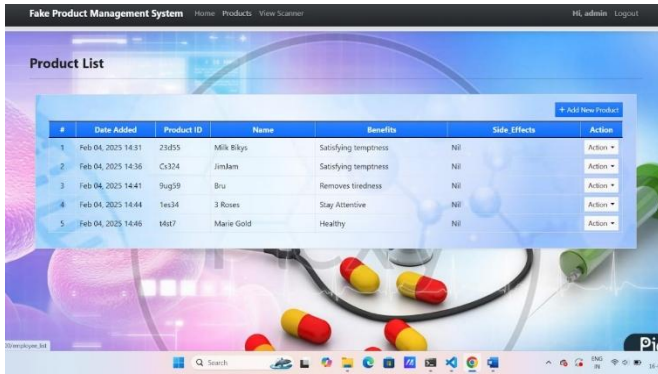 Fake Product Management System Home Products View Scanner Hi, admin Logout
Product List
+ Add New Product
# Date Added Product ID Name Benefits Side_Effects Action
1 Feb 04, 2025 14:31 23d55 Milk Bikys Satisfying temptness Nil Action
2 Feb 04, 2025 14:36 Cs324 JimJam Satisfying temptness Nil Action
3 Feb 04, 2025 14:41 9ug59 Bru Removes tiredness Nil Action
4 Feb 04, 2025 14:44 1es34 3 Roses Stay Attentive Nil Action
5 Feb 04, 2025 14:46 t4st7 Marie Gold Healthy Nil Action
Pi
Search ENG
IN